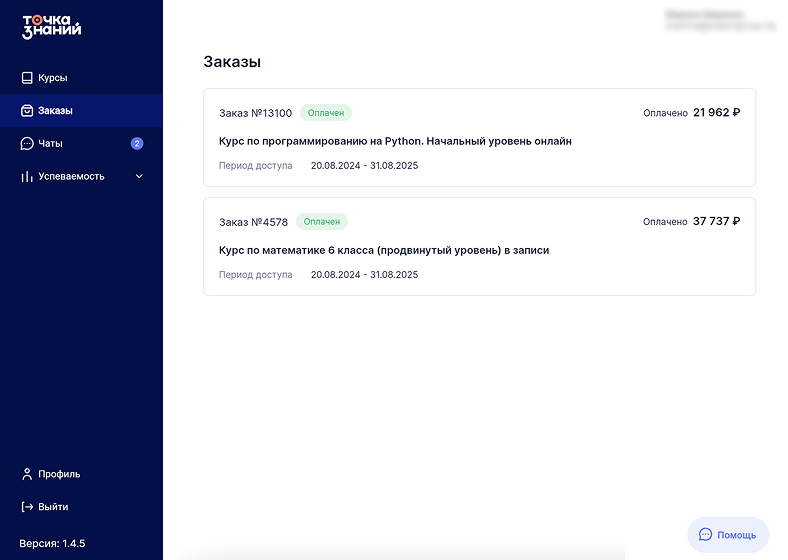 точка
знаний
Курсы
Заказы
Чаты 2
Успеваемость
Профиль
Выйти
Версия: 1.4.5
Заказы
Заказ №13100 Оплачен Оплачено 21 962 ₽
Курс по программированию на Python. Начальный уровень онлайн
Период доступа 20.08.2024 - 31.08.2025
Заказ №4578 Оплачен Оплачено 37 737 ₽
Курс по математике 6 класса (продвинутый уровень) в записи
Период доступа 20.08.2024 - 31.08.2025
Помощь